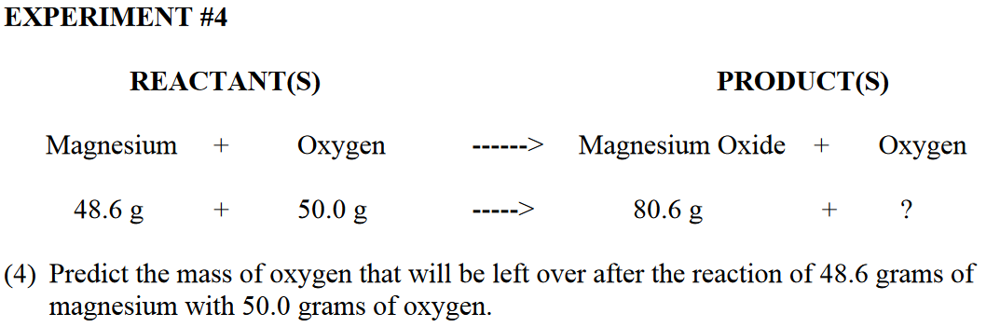 EXPERIMENT #4
REACTANT(S) PRODUCT(S)
Magnesium + Oxygen ------> Magnesium Oxide + Oxygen
48.6 g + 50.0 g -----> 80.6 g + ?
(4) Predict the mass of oxygen that will be left over after the reaction of 48.6 grams of
magnesium with 50.0 grams of oxygen.